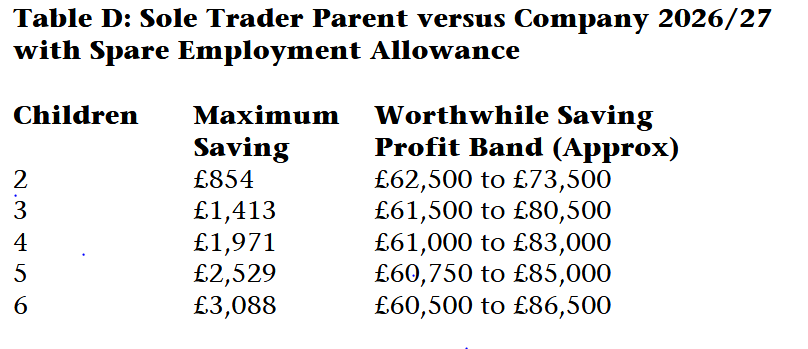 Table D: Sole Trader Parent versus Company 2026/27
with Spare Employment Allowance
Children Maximum Worthwhile Saving
Saving Profit Band (Approx)
2 £854 £62,500 to £73,500
3 £1,413 £61,500 to £80,500
4 £1,971 £61,000 to £83,000
5 £2,529 £60,750 to £85,000
6 £3,088 £60,500 to £86,500